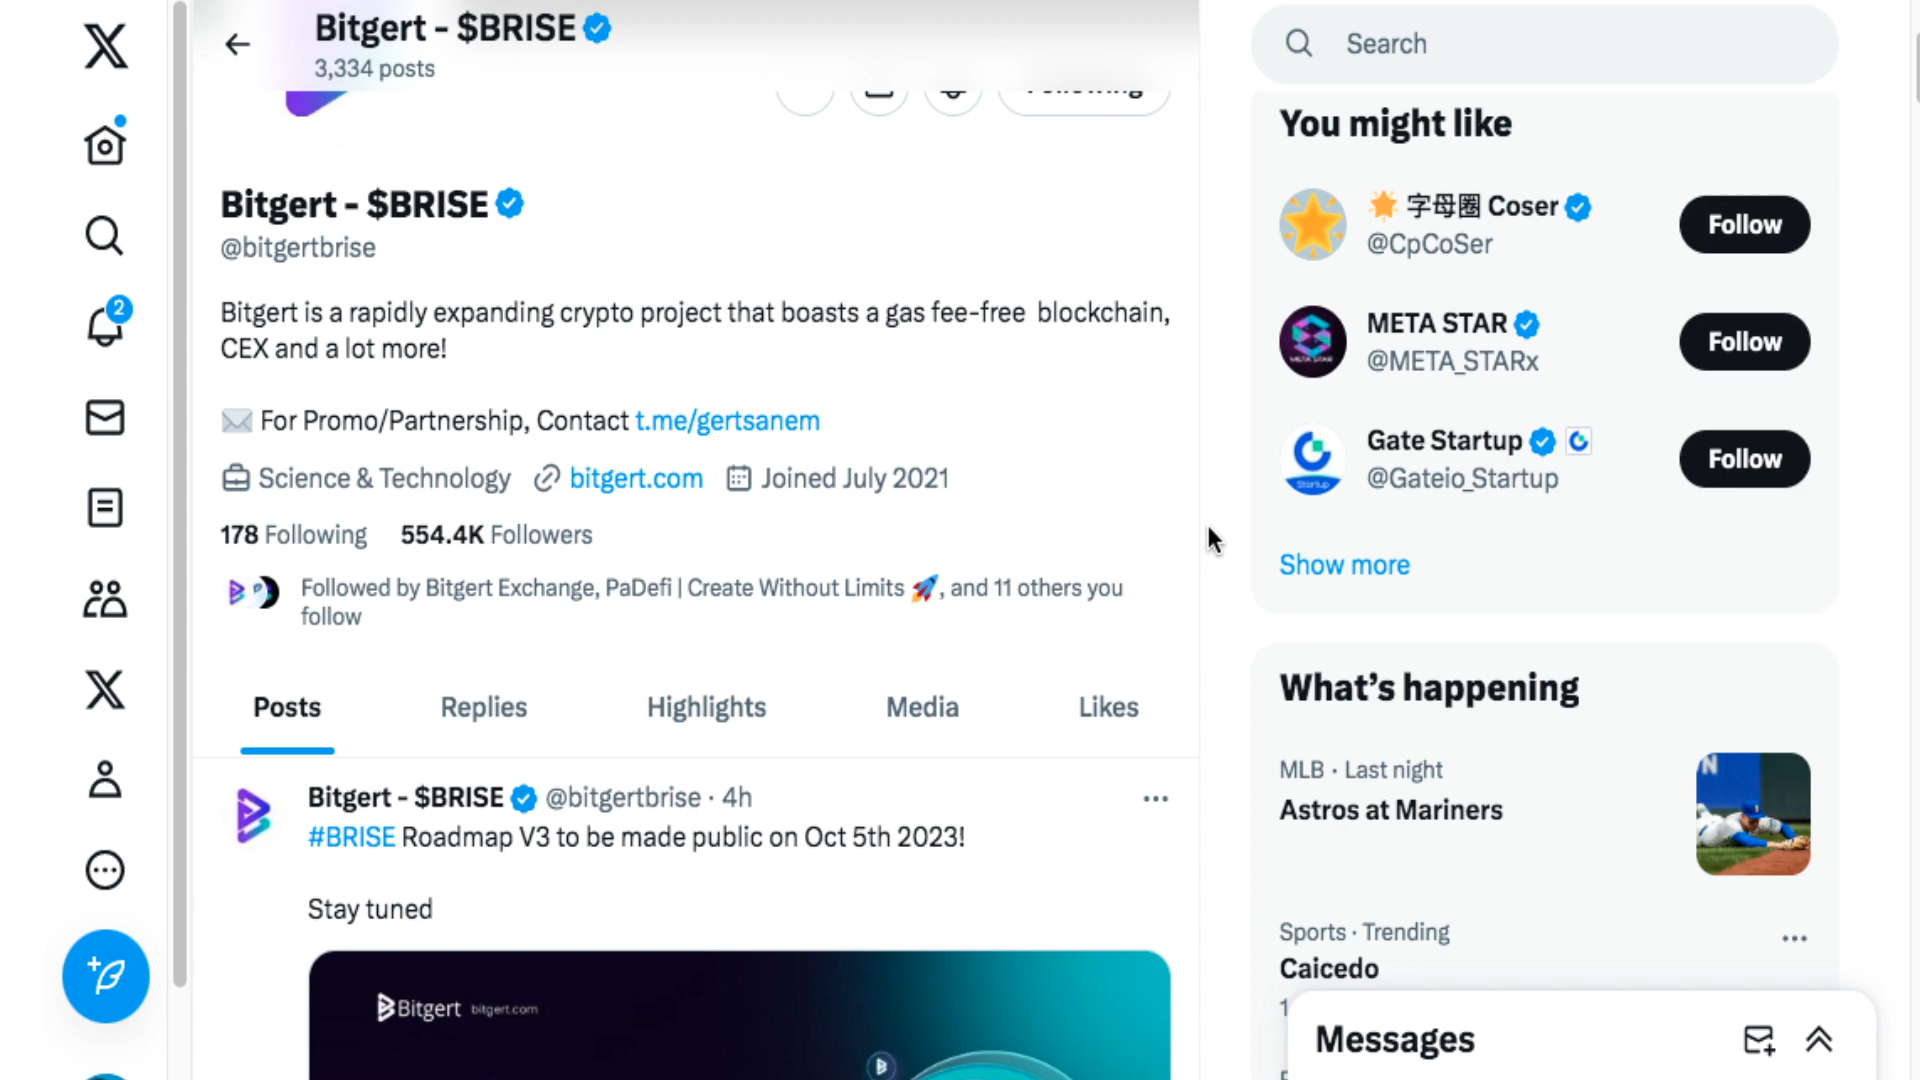 Bitgert - $BRISE
3,334 posts
Following
Bitgert - $BRISE
@bitgertbrise
Bitgert is a rapidly expanding crypto project that boasts a gas fee-free blockchain,
CEX and a lot more!
For Promo/Partnership, Contact t.me/gertsanem
Science & Technology bitgert.com Joined July 2021
178 Following 554.4K Followers
Followed by Bitgert Exchange, PaDefi | Create Without Limits 🚀, and 11 others you
follow
Posts Replies Highlights Media Likes
Bitgert - $BRISE @bitgertbrise · 4h
#BRISE Roadmap V3 to be made public on Oct 5th 2023!
Stay tuned
Bitgert bitgert.com
2
Search
You might like
🌟 字母圈 Coser
@CpCoSer
Follow
META STAR
@META_STARx
Follow
META STAR
Gate Startup
@Gateio_Startup
Follow
Startup
Show more
What's happening
MLB · Last night
Astros at Mariners
N
Sports · Trending
Caicedo
Messages